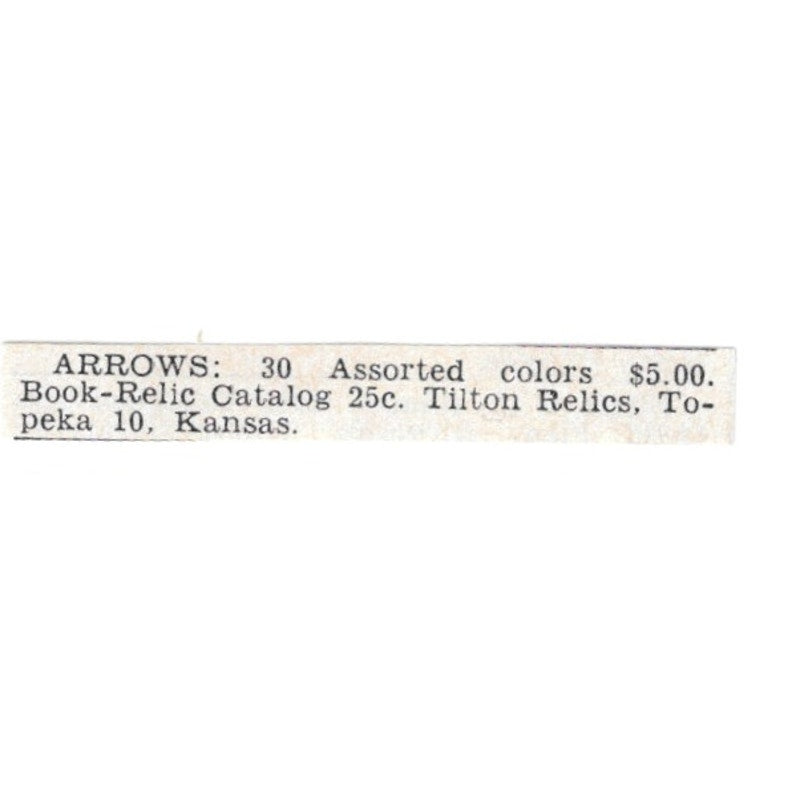 ARROWS: 30 Assorted colors $5.00.
Book-Relic Catalog 25c. Tilton Relics, To-
peka 10, Kansas.